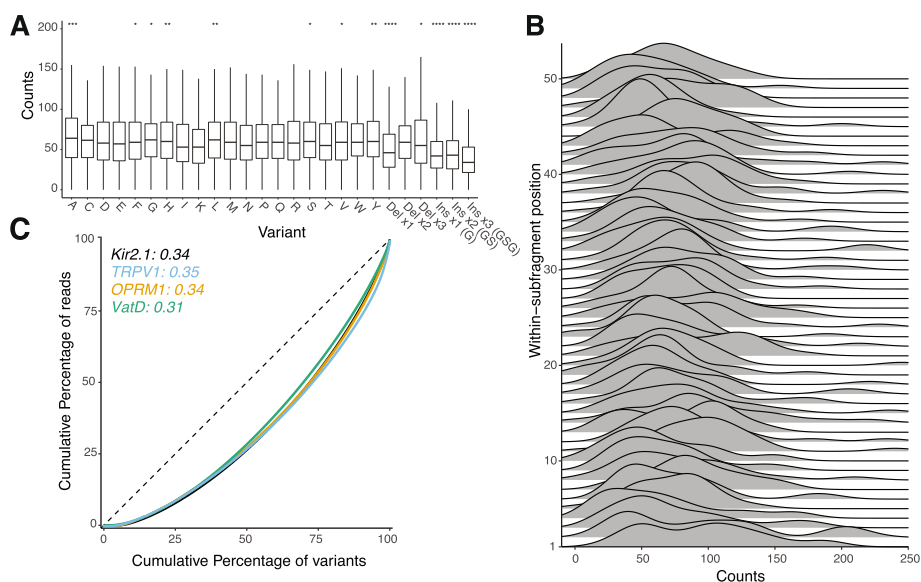 A
200
150
100
50
0
Counts
*** * * ** ** * * ** **** * **** **** ****
A C D E F G H I K L M N P Q R S T V W Y Del x1 Del x2 Del x3 Ins x1 (G) Ins x2 (GS) Ins x3 (GSG)
Variant
B
50
40
30
20
10
1
Within-subfragment position
0 50 100 150 200 250
Counts
C
100
75
50
25
0
Cumulative Percentage of reads
Kir2.1: 0.34
TRPV1: 0.35
OPRM1: 0.34
VatD: 0.31
0 25 50 75 100
Cumulative Percentage of variants